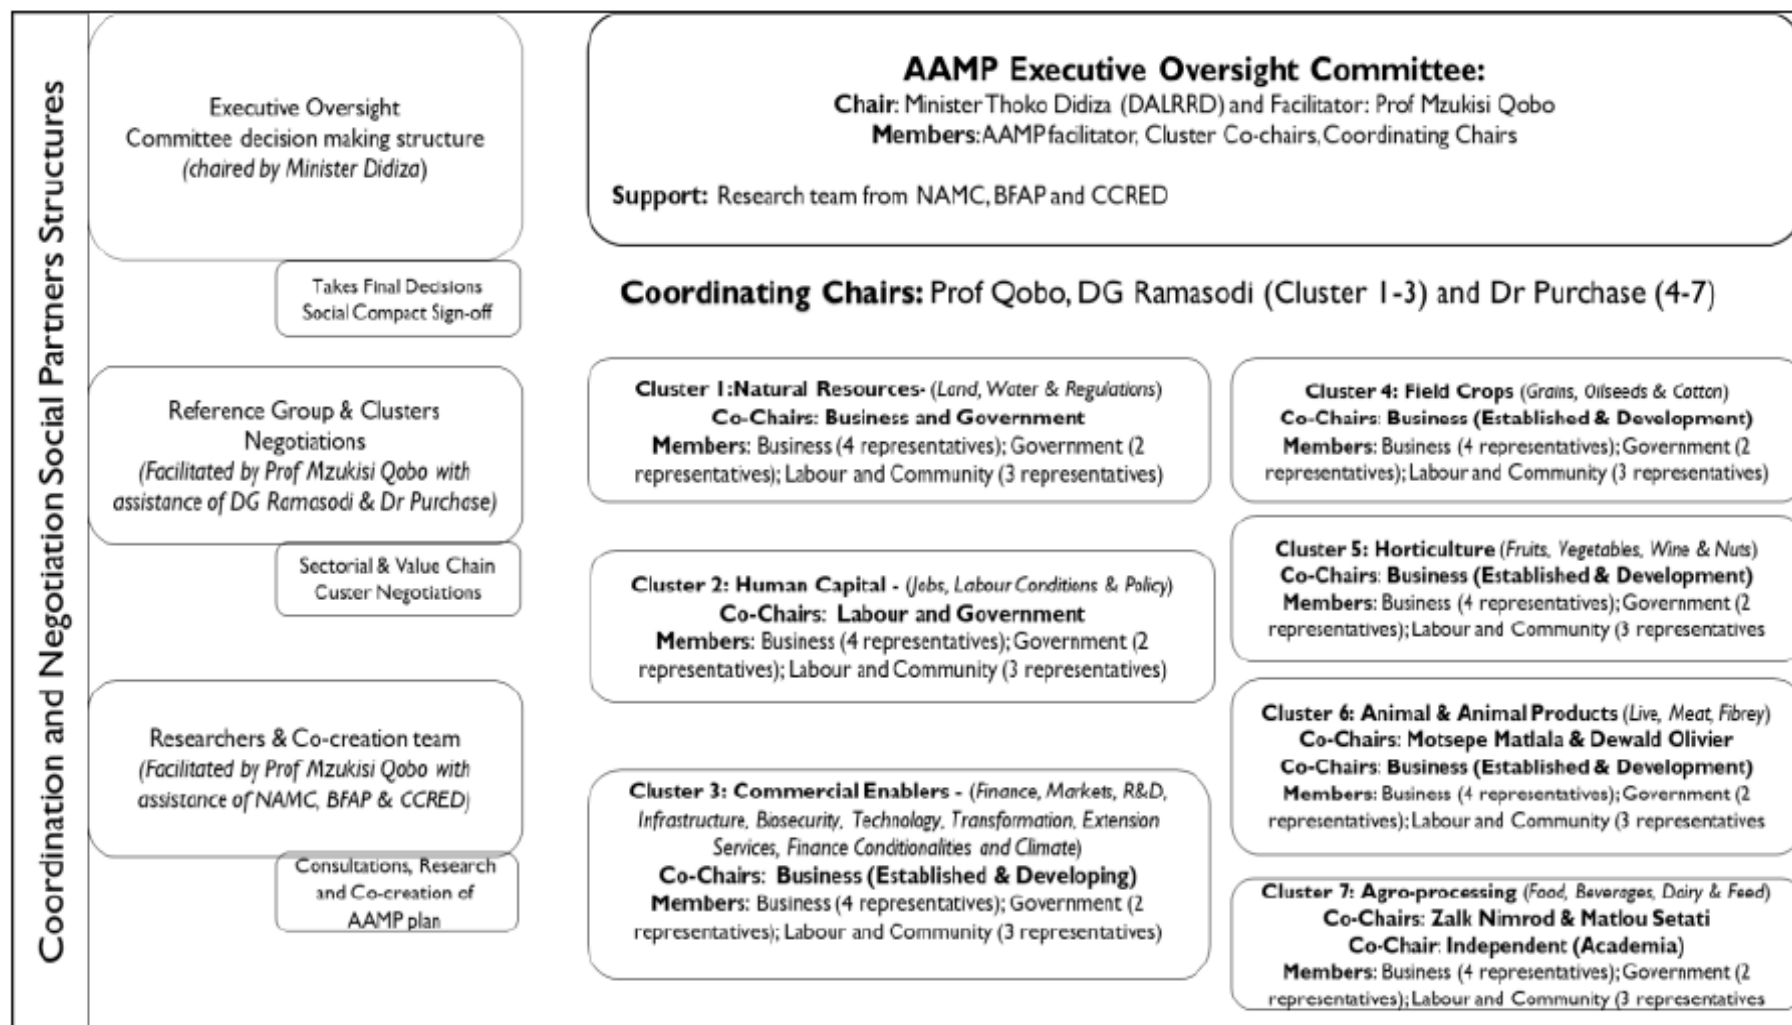 Coordination and Negotiation Social Partners Structures
Executive Oversight
Committee decision making structure
(chaired by Minister Didiza)
Takes Final Decisions
Social Compact Sign-off
Reference Group & Clusters
Negotiations
(Facilitated by Prof Mzukisi Qobo with
assistance of DG Ramasodi & Dr Purchase)
Sectorial & Value Chain
Custer Negotiations
Researchers & Co-creation team
(Facilitated by Prof Mzukisi Qobo with
assistance of NAMC, BFAP & CCRED)
Consultations, Research
and Co-creation of
AAMP plan
AAMP Executive Oversight Committee:
Chair: Minister Thoko Didiza (DALRRD) and Facilitator: Prof Mzukisi Qobo
Members: AAMP facilitator, Cluster Co-chairs, Coordinating Chairs
Support: Research team from NAMC, BFAP and CCRED
Coordinating Chairs: Prof Qobo, DG Ramasodi (Cluster 1-3) and Dr Purchase (4-7)
Cluster 1:Natural Resources- (Land, Water & Regulations)
Co-Chairs: Business and Government
Members: Business (4 representatives); Government (2
representatives); Labour and Community (3 representatives)
Cluster 2: Human Capital - (Jobs, Labour Conditions & Policy)
Co-Chairs: Labour and Government
Members: Business (4 representatives); Government (2
representatives); Labour and Community (3 representatives)
Cluster 3: Commercial Enablers - (Finance, Markets, R&D,
Infrastructure, Biosecurity, Technology, Transformation, Extension
Services, Finance Conditionalities and Climate)
Co-Chairs: Business (Established & Developing)
Members: Business (4 representatives); Government (2
representatives); Labour and Community (3 representatives)
Cluster 4: Field Crops (Grains, Oilseeds & Cotton)
Co-Chairs: Business (Established & Development)
Members: Business (4 representatives); Government (2
representatives); Labour and Community (3 representatives)
Cluster 5: Horticulture (Fruits, Vegetables, Wine & Nuts)
Co-Chairs: Business (Established & Development)
Members: Business (4 representatives); Government (2
representatives); Labour and Community (3 representatives
Cluster 6: Animal & Animal Products (Live, Meat, Fibrey)
Co-Chairs: Motsepe Matlala & Dewald Olivier
Co-Chairs: Business (Established & Development)
Members: Business (4 representatives); Government (2
representatives); Labour and Community (3 representatives
Cluster 7: Agro-processing (Food, Beverages, Dairy & Feed)
Co-Chairs: Zalk Nimrod & Matlou Setati
Co-Chair: Independent (Academia)
Members: Business (4 representatives); Government (2
representatives); Labour and Community (3 representatives